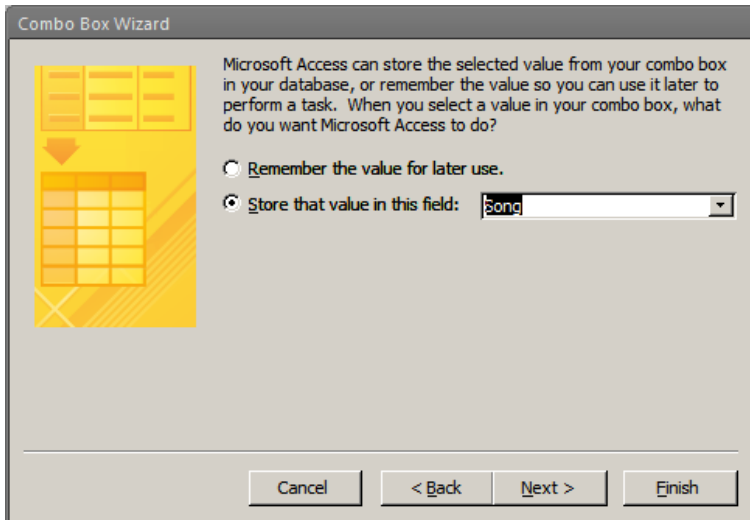 Combo Box Wizard
Microsoft Access can store the selected value from your combo box
in your database, or remember the value so you can use it later to
perform a task.  When you select a value in your combo box, what
do you want Microsoft Access to do?
Remember the value for later use.
Store that value in this field: Song
Cancel < Back Next > Finish